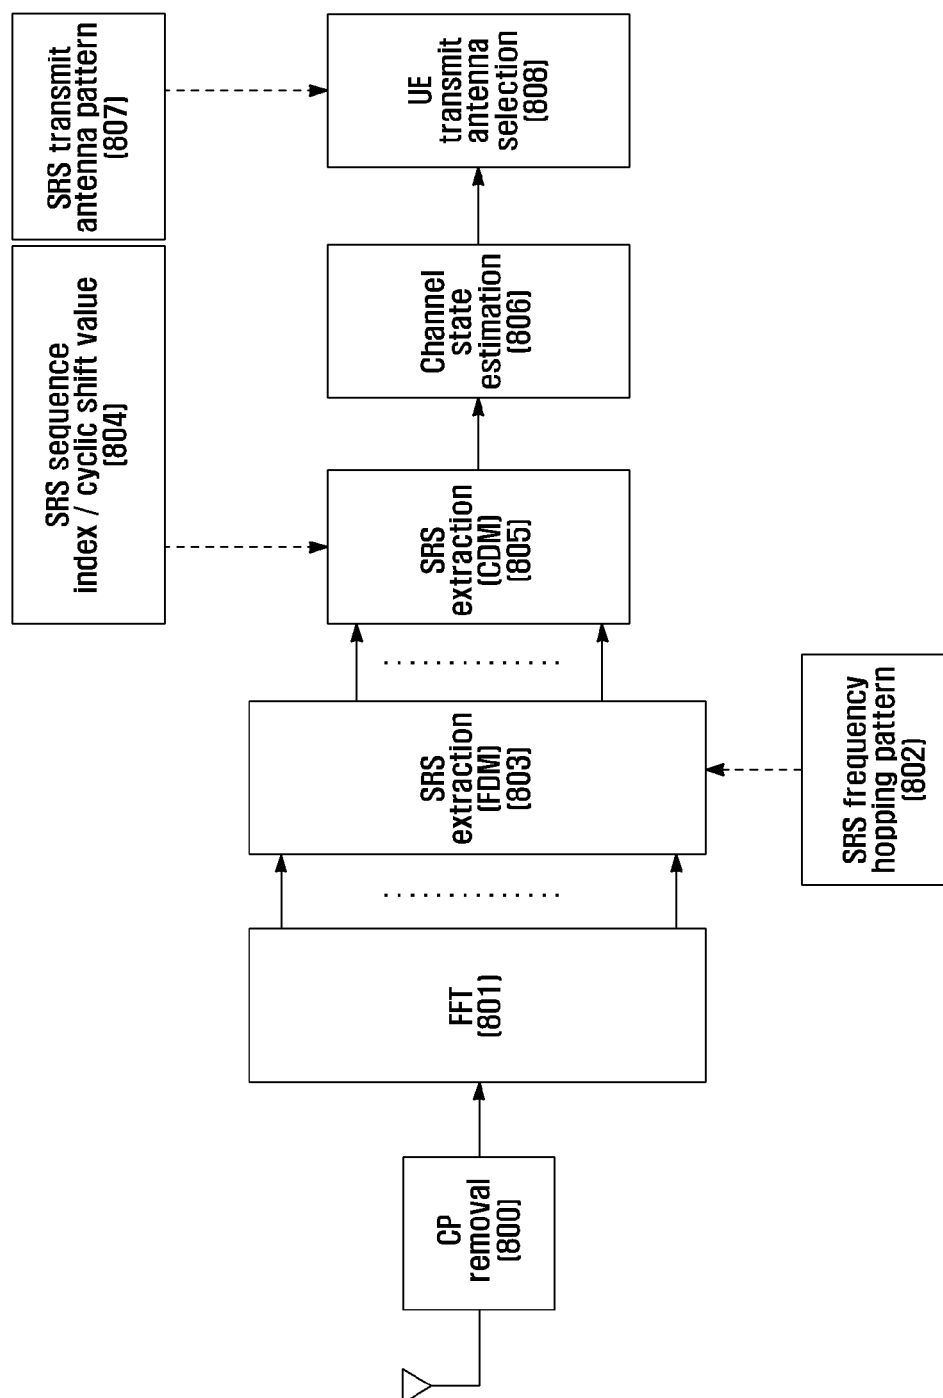 CP
removal
(800)
FFT
(801)
SRS frequency
hopping pattern
(802)
SRS
extraction
(FDM)
(803)
SRS sequence
index / cyclic shift value
(804)
SRS
extraction
(CDM)
(805)
Channel
state
estimation
(806)
SRS transmit
antenna pattern
(807)
UE
transmit
antenna
selection
(808)